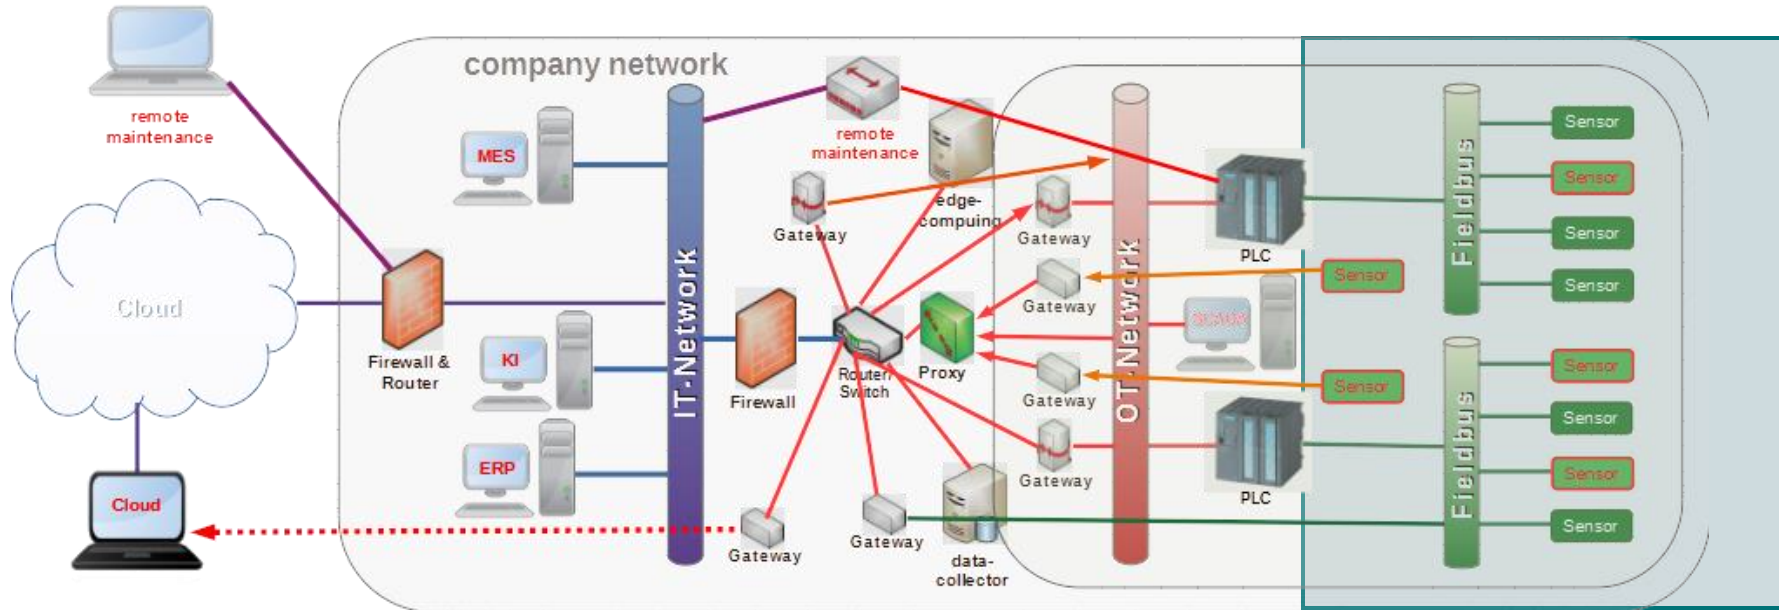 company network
remote
maintenance
Cloud
Cloud
Firewall &
Router
MES
KI
ERP
IT-Network
remote
maintenance
Gateway
edge-
compuing
Firewall
Router/
Switch
Proxy
Gateway
Gateway
data-
collector
Gateway
Gateway
Gateway
Gateway
OT-Network
PLC
SCADA
PLC
Sensor
Sensor
Fieldbus
Fieldbus
Sensor
Sensor
Sensor
Sensor
Sensor
Sensor
Sensor
Sensor